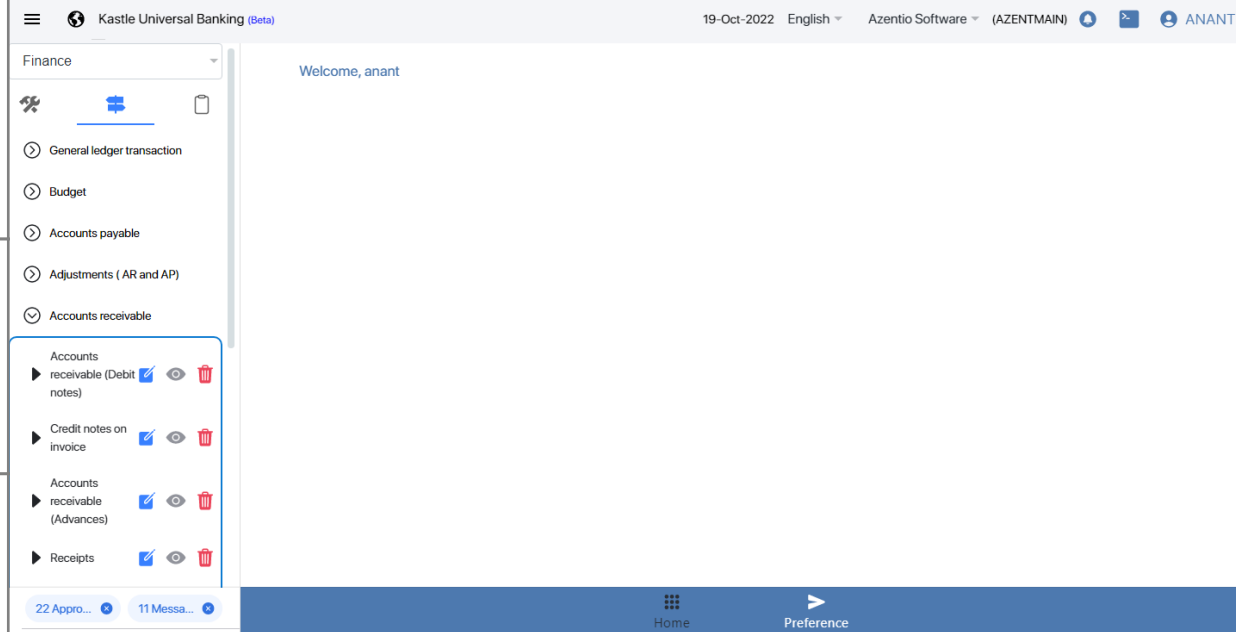 Kastle Universal Banking (Beta)
19-Oct-2022 English Azentio Software (AZENTMAIN) ANANT
Finance
Welcome, anant
General ledger transaction
Budget
Accounts payable
Adjustments ( AR and AP)
Accounts receivable
Accounts
receivable (Debit
notes)
Credit notes on
invoice
Accounts
receivable
(Advances)
Receipts
22 Appro...
11 Messa...
Home
Preference